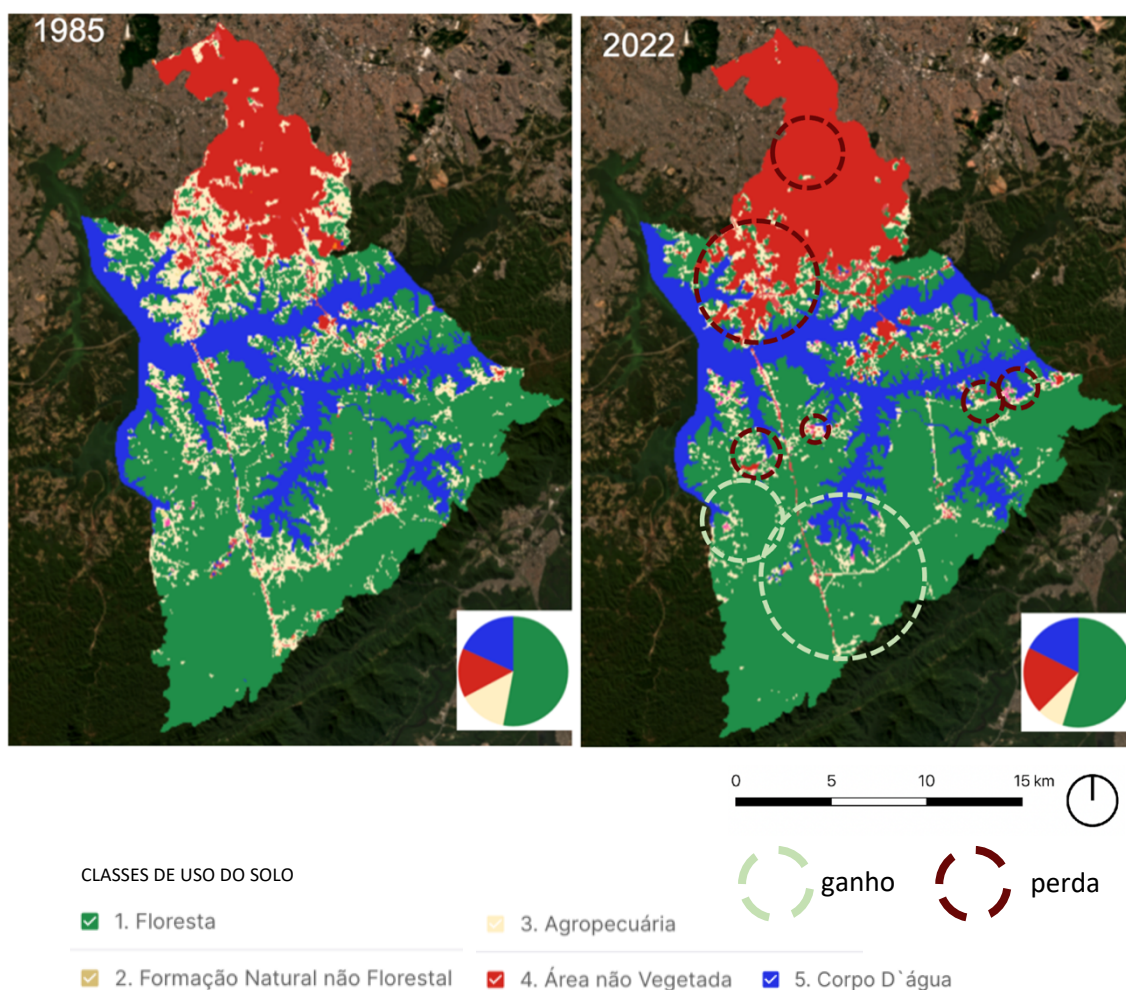 1985
2022
0 5 10 15 km
ganho perda
CLASSES DE USO DO SOLO
1. Floresta
3. Agropecuária
2. Formação Natural não Florestal
4. Área não Vegetada
5. Corpo D`água